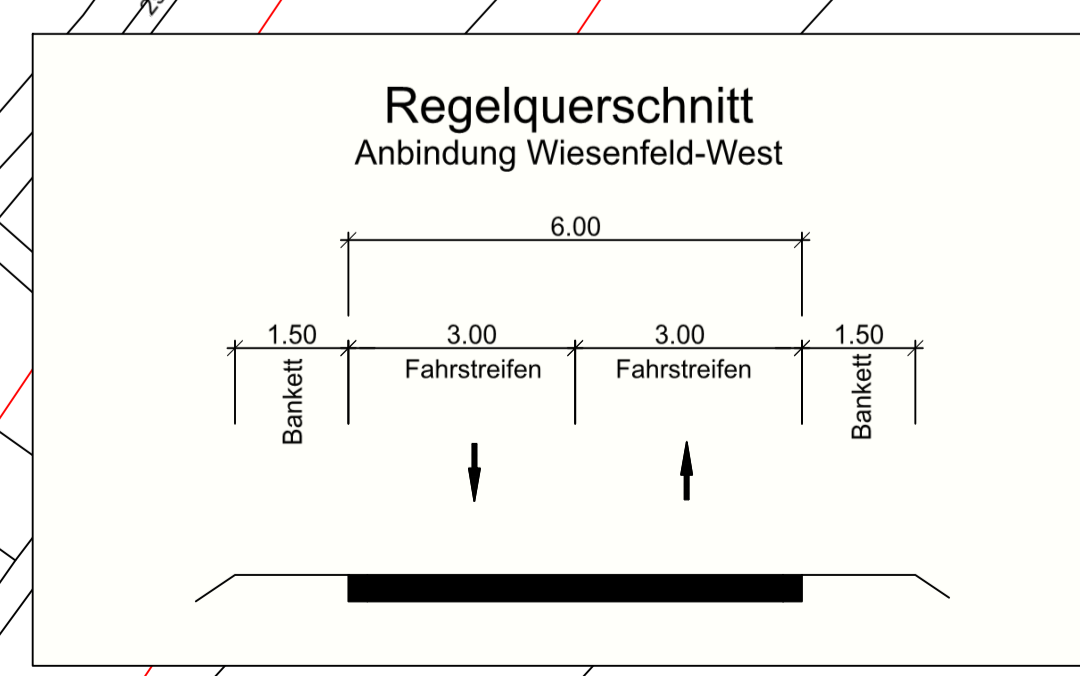 Regelquerschnitt
Anbindung Wiesenfeld-West
6.00
1.50 3.00 3.00 1.50
Bankett Fahrstreifen Fahrstreifen Bankett